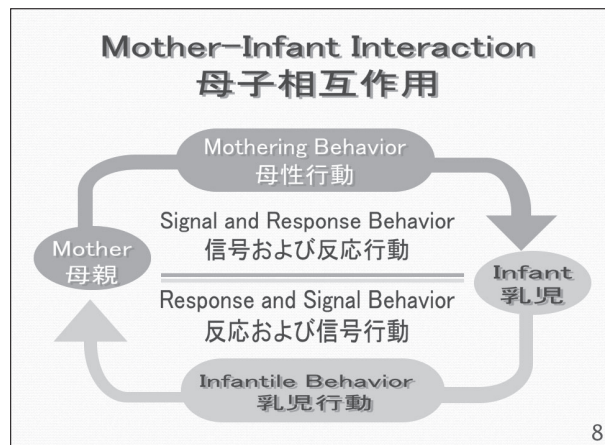 Mother-Infant Interaction
母子相互作用
Mothering Behavior
母性行動
Signal and Response Behavior
信号および反応行動
Mother
母親
Infant
乳児
Response and Signal Behavior
反応および信号行動
Infantile Behavior
乳児行動
8